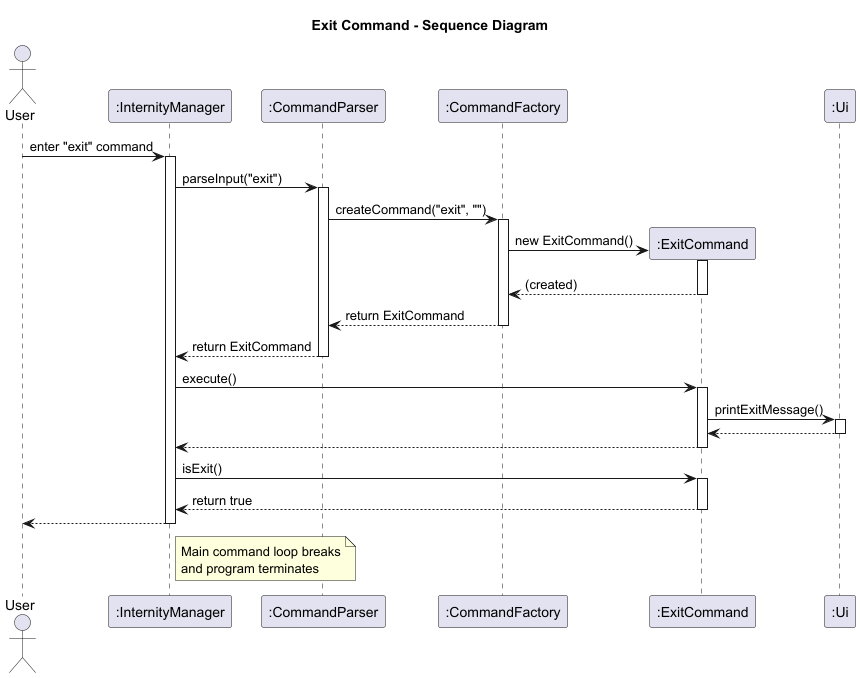 Exit Command - Sequence Diagram
User
:InternityManager
:CommandParser
:CommandFactory
:Ui
enter "exit" command
parseInput("exit")
createCommand("exit", "")
new ExitCommand()
:ExitCommand
(created)
return ExitCommand
return ExitCommand
execute()
printExitMessage()
isExit()
return true
Main command loop breaks
and program terminates
User
:InternityManager
:CommandParser
:CommandFactory
:ExitCommand
:Ui